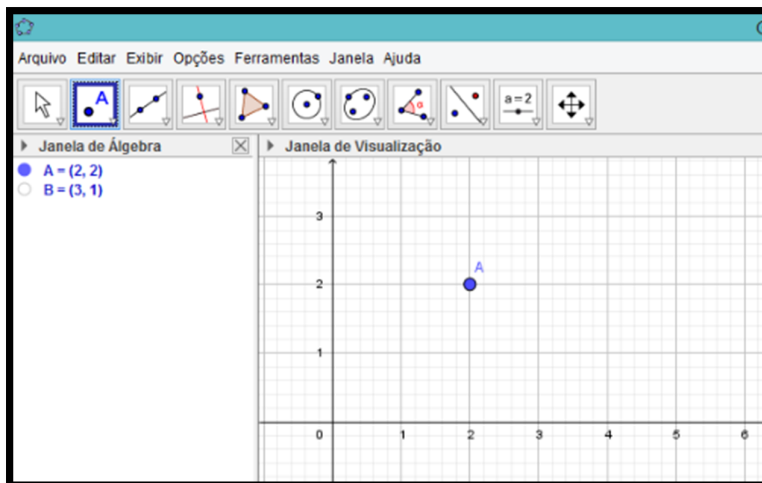 Arquivo Editar Exibir Opções Ferramentas Janela Ajuda
A
α
a=2
Janela de Álgebra
Janela de Visualização
A = (2, 2)
B = (3, 1)
3
A
2
1
0 1 2 3 4 5 6